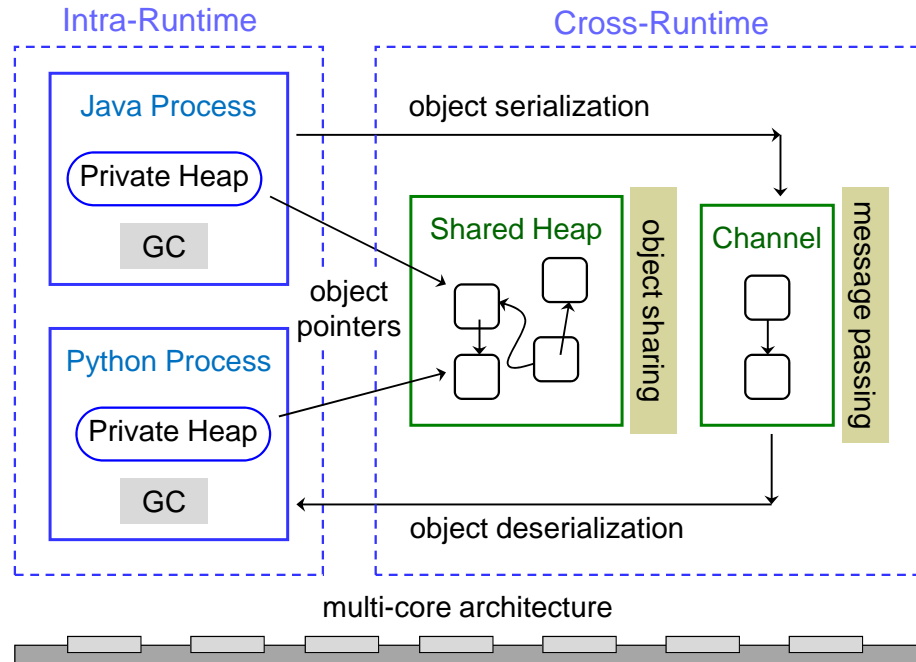 Intra-Runtime
Cross-Runtime
Java Process
Private Heap
GC
object serialization
Shared Heap
object sharing
Channel
message passing
object
pointers
Python Process
Private Heap
GC
object deserialization
multi-core architecture